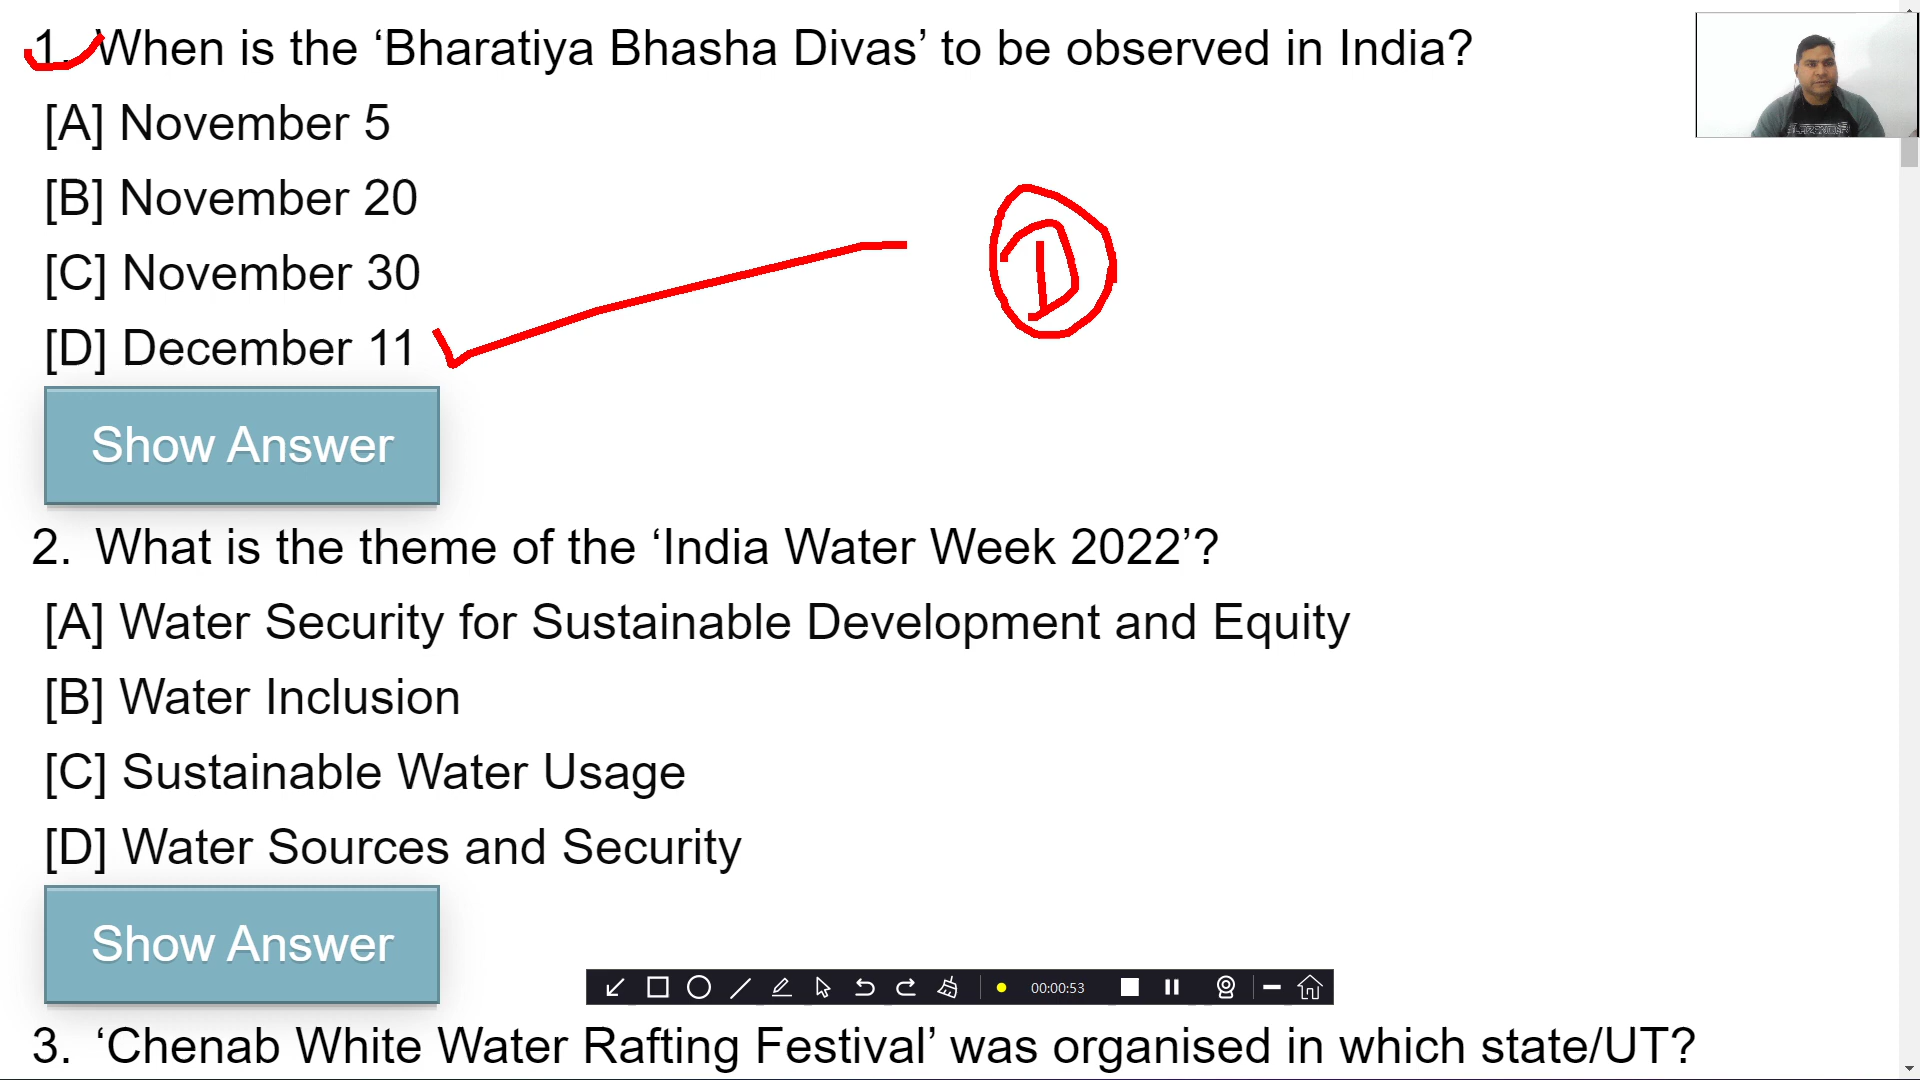 1. When is the ‘Bharatiya Bhasha Divas’ to be observed in India?
[A] November 5
[B] November 20
[C] November 30
[D] December 11
D
Show Answer
2. What is the theme of the ‘India Water Week 2022’?
[A] Water Security for Sustainable Development and Equity
[B] Water Inclusion
[C] Sustainable Water Usage
[D] Water Sources and Security
Show Answer
00:00:53
3. ‘Chenab White Water Rafting Festival’ was organised in which state/UT?